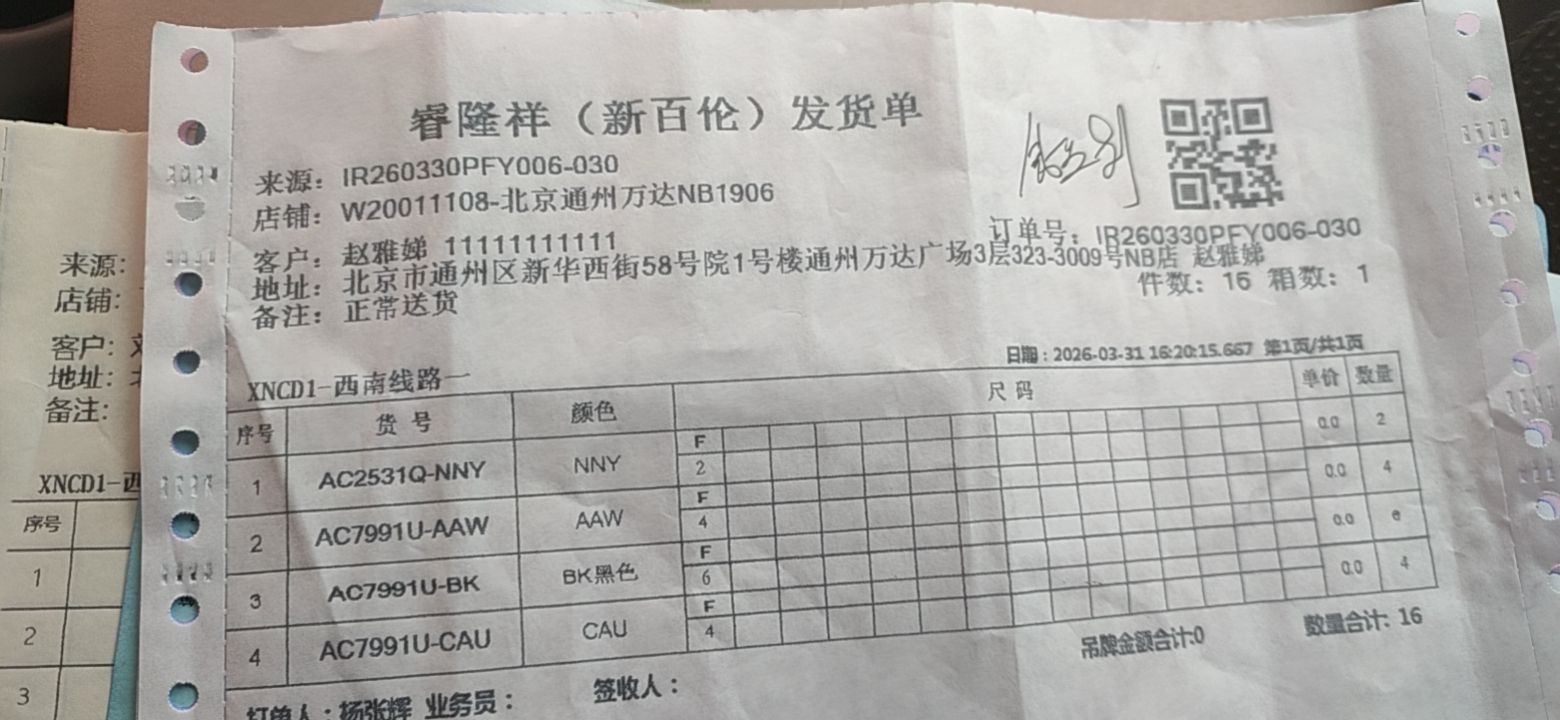 睿隆祥（新百伦）发货单
来源：IR260330PFY006-030
店铺：W20011108-北京通州万达NB1906
订单号：IR260330PFY006-030
客户：赵雅娣 11111111111
地址：北京市通州区新华西街58号院1号楼通州万达广场3层323-3009号NB店 赵雅娣
备注：正常送货
件数：16 箱数：1
日期：2026-03-31 16:20:15.667 第1页/共1页
XNCD1-西南线路一
序号 货号 颜色 尺码 单价 数量
1 AC2531Q-NNY NNY F 2 0.0 2
2 AC7991U-AAW AAW F 4 0.0 4
3 AC7991U-BK BK黑色 F 6 0.0 6
4 AC7991U-CAU CAU F 4 0.0 4
吊牌金额合计:0 数量合计: 16
打单人：杨张辉 业务员： 签收人：
来源:
店铺:
客户:
地址:
备注:
XNCD1-西
序号
1
2
3